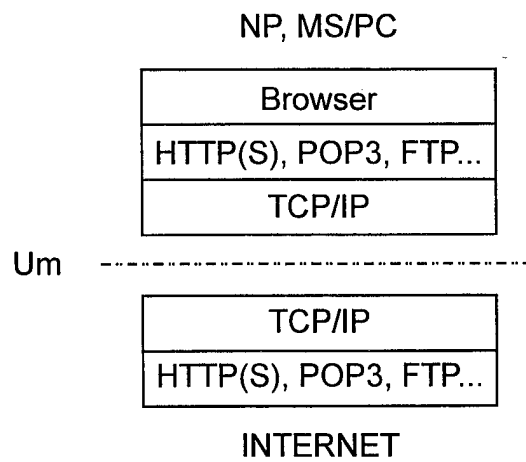 NP, MS/PC
Browser
HTTP(S), POP3, FTP...
TCP/IP
Um
TCP/IP
HTTP(S), POP3, FTP...
INTERNET